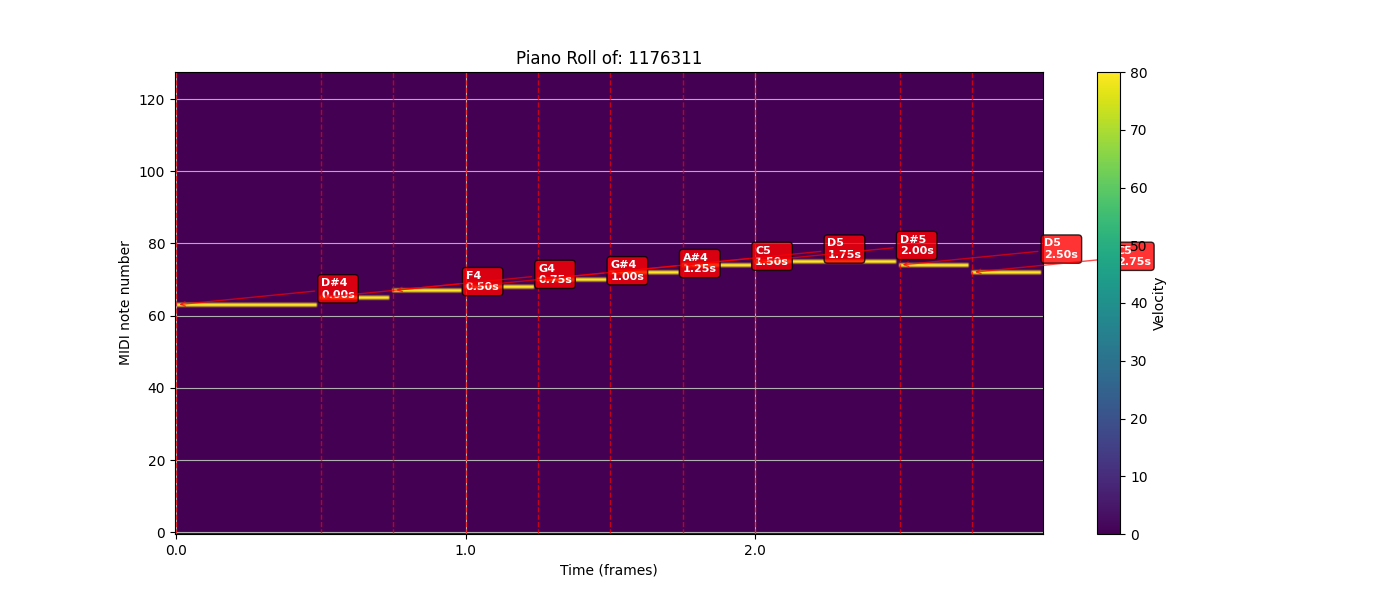 Piano Roll of: 1176311
120
100
80
60
40
20
0
MIDI note number
0.0
1.0
2.0
Time (frames)
D#4
0.00s
F4
0.50s
G4
0.75s
G#4
1.00s
A#4
1.25s
C5
1.50s
D5
1.75s
D#5
2.00s
D5
2.50s
C5
2.75s
80
70
60
50
40
30
20
10
0
Velocity